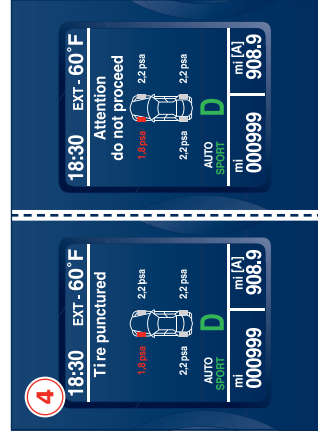 4
18:30 EXT - 60°F
Tire punctured
1,8 psa 2,2 psa
2,2 psa 2,2 psa
AUTO
SPORT D
mi mi [A]
000999 908.9
18:30 EXT - 60°F
Attention
do not proceed
1,8 psa 2,2 psa
2,2 psa 2,2 psa
AUTO
SPORT D
mi mi [A]
000999 908.9